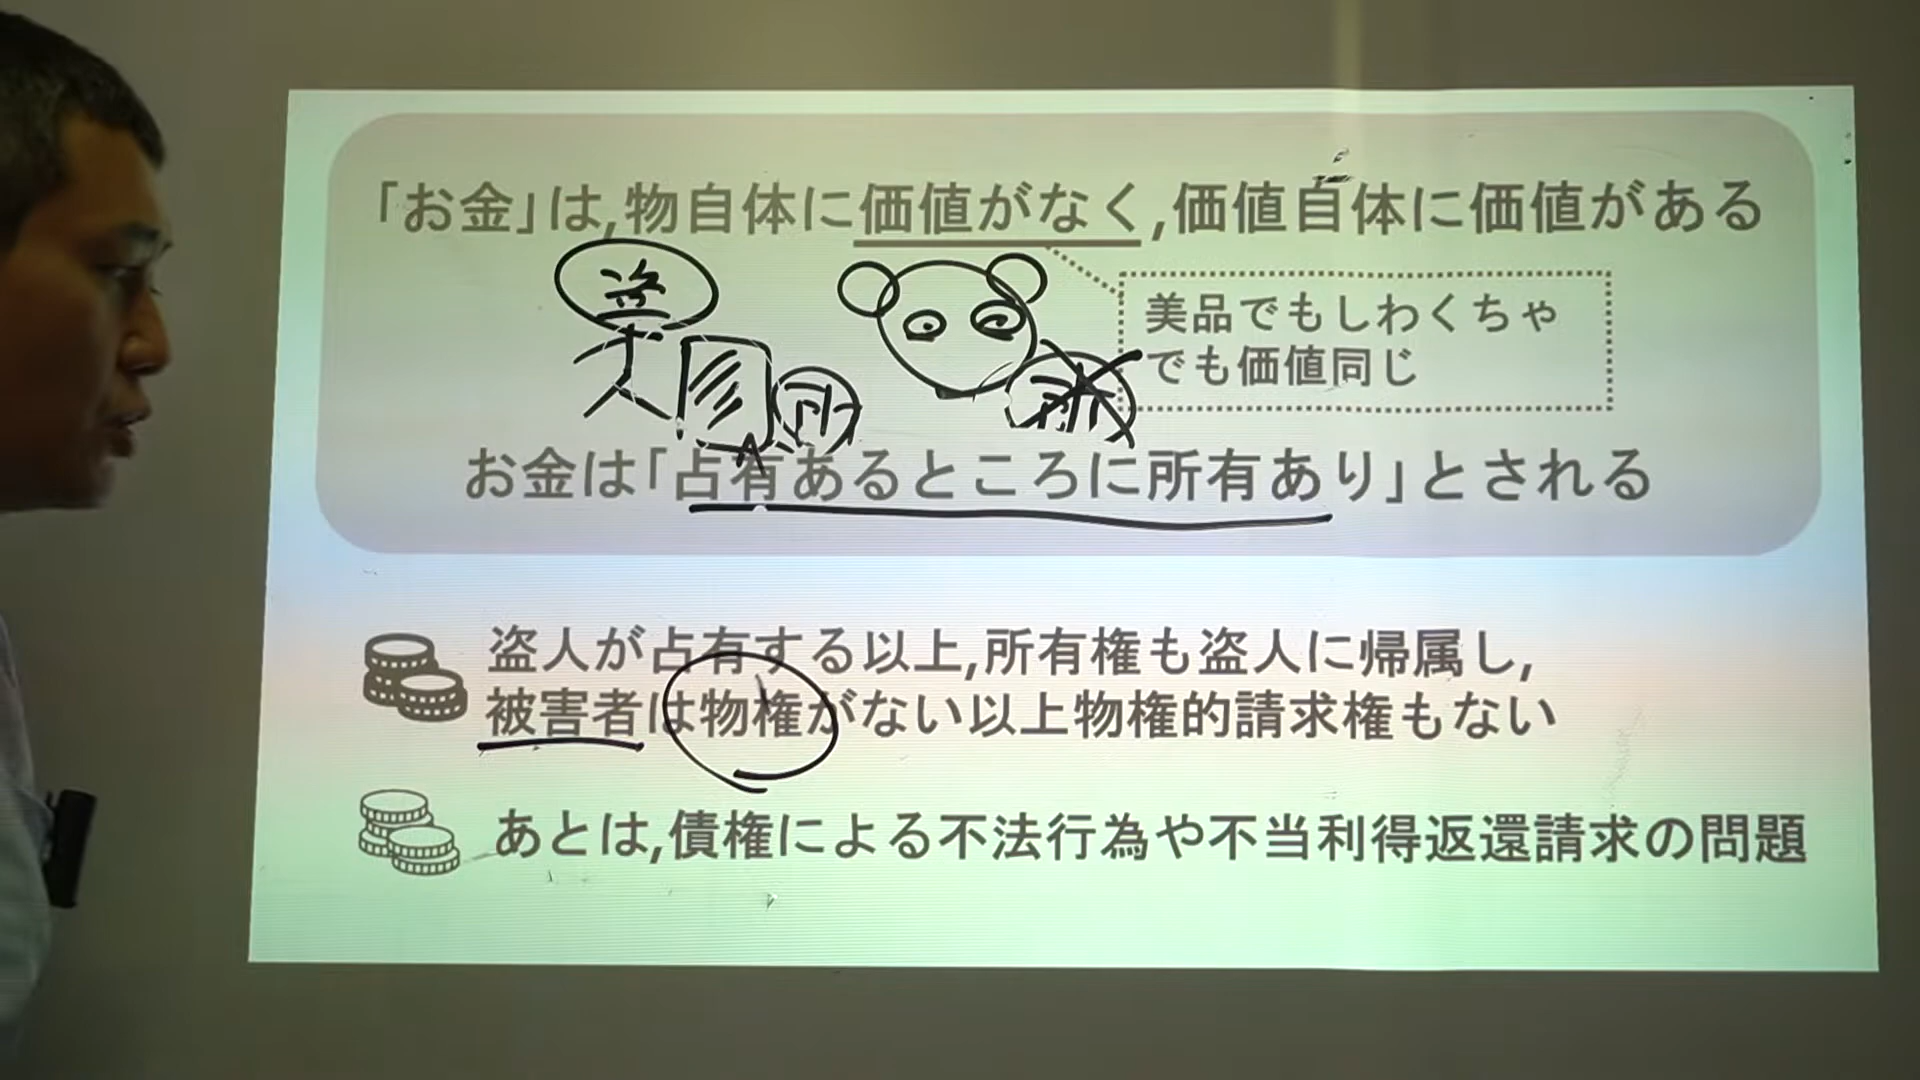 「お金」は,物自体に価値がなく,価値自体に価値がある
盗
所
所
美品でもしわくちゃ
でも価値同じ
お金は「占有あるところに所有あり」とされる
盗人が占有する以上,所有権も盗人に帰属し,
被害者は物権がない以上物権的請求権もない
あとは,債権による不法行為や不当利得返還請求の問題